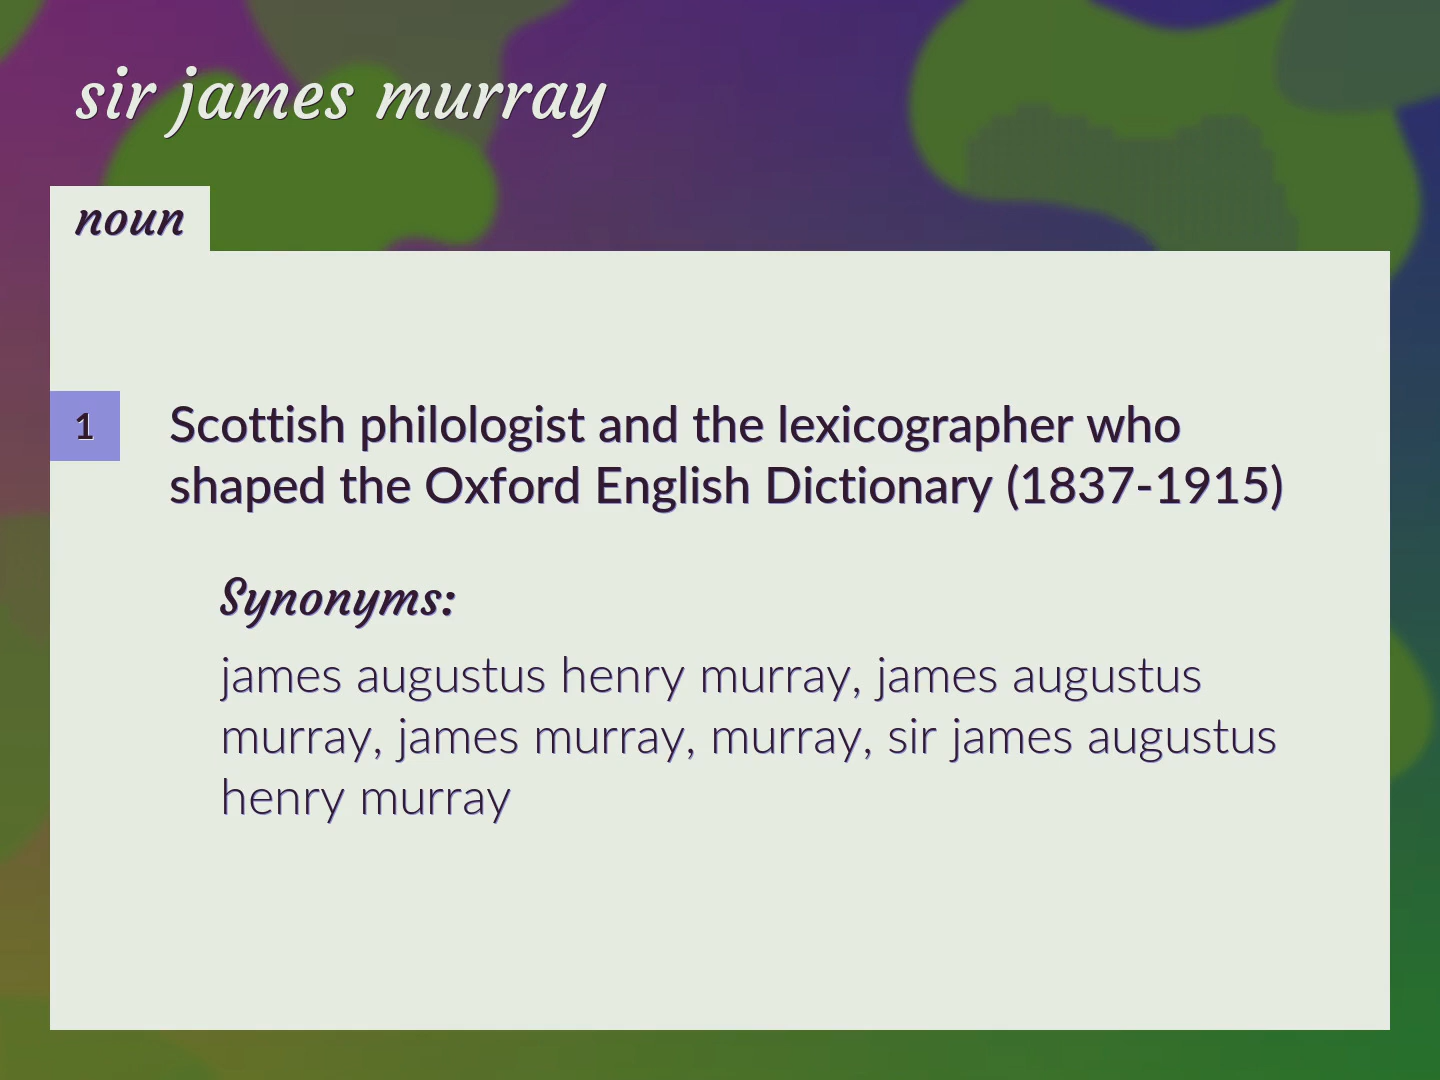 sir james murray
noun
1
Scottish philologist and the lexicographer who
shaped the Oxford English Dictionary (1837-1915)
Synonyms:
james augustus henry murray, james augustus
murray, james murray, murray, sir james augustus
henry murray